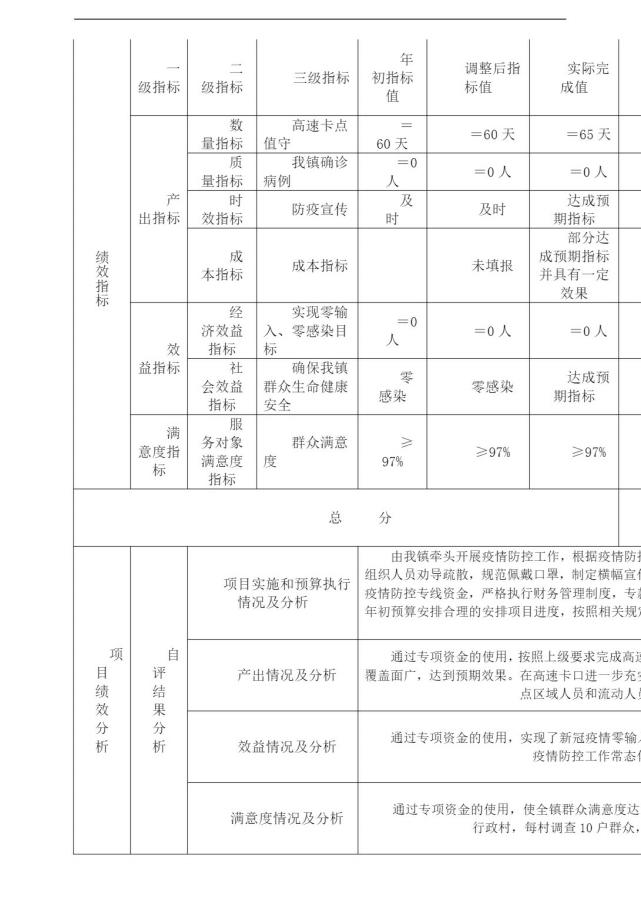 一级指标 二级指标 三级指标 年初指标值 调整后指标值 实际完成值
绩效指标
产出指标
数量指标 高速卡点值守 ＝60天 ＝60天 ＝65天
质量指标 我镇确诊病例 ＝0人 ＝0人 ＝0人
时效指标 防疫宣传 及时 及时 达成预期指标
成本指标 成本指标 未填报 部分达成预期指标并具有一定效果
效益指标
经济效益指标 实现零输入、零感染目标 ＝0人 ＝0人 ＝0人
社会效益指标 确保我镇群众生命健康安全 零感染 零感染 达成预期指标
满意度指标
服务对象满意度指标 群众满意度 ≥97% ≥97% ≥97%
总 分
项目绩效分析
自评结果分析
项目实施和预算执行情况及分析
由我镇牵头开展疫情防控工作，根据疫情防
组织人员劝导疏散，规范佩戴口罩，制定横幅宣
疫情防控专线资金，严格执行财务管理制度，专
年初预算安排合理的安排项目进度，按照相关规
产出情况及分析
通过专项资金的使用，按照上级要求完成高
覆盖面广，达到预期效果。在高速卡口进一步充
点区域人员和流动人
效益情况及分析
通过专项资金的使用，实现了新冠疫情零输
疫情防控工作常态
满意度情况及分析
通过专项资金的使用，使全镇群众满意度达
行政村，每村调查10户群众，